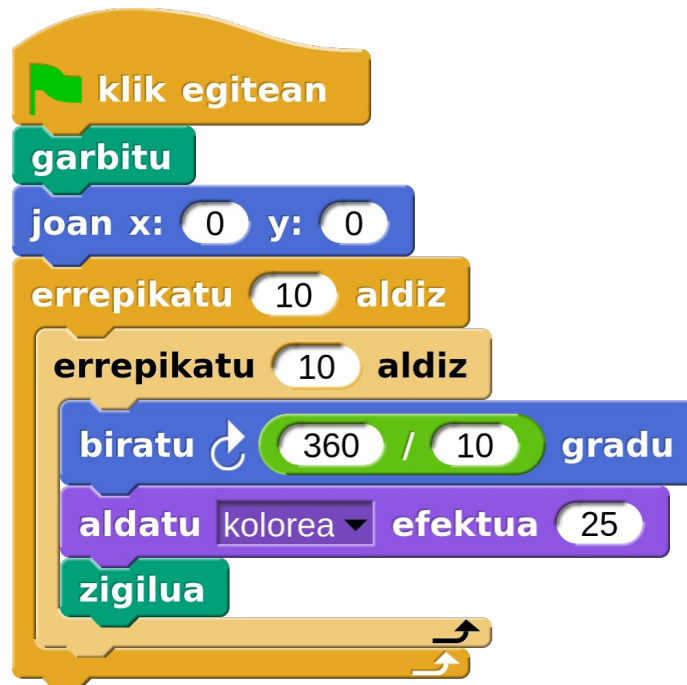 klik egitean
garbitu
joan x: 0 y: 0
errepikatu 10 aldiz
errepikatu 10 aldiz
biratu 360 / 10 gradu
aldatu kolorea efektua 25
zigilua